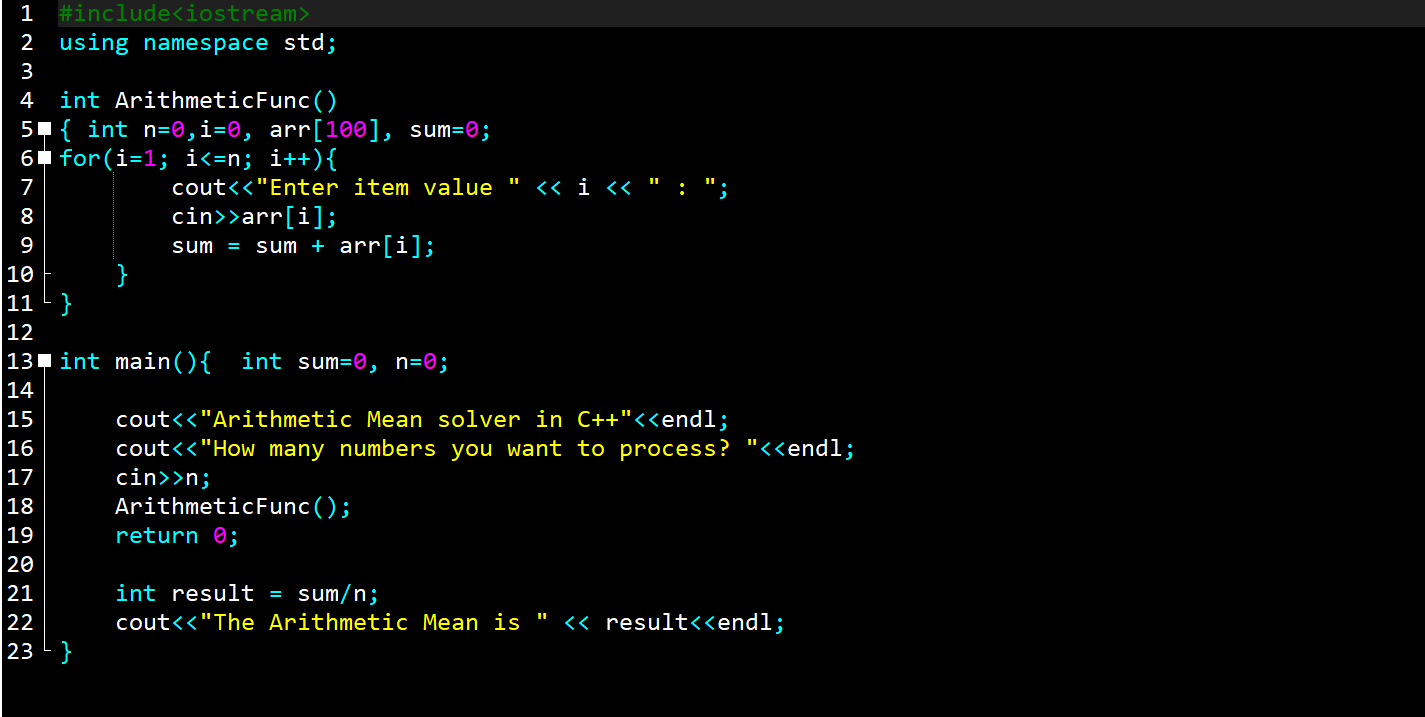 1 #include<iostream>
2 using namespace std;
3
4 int ArithmeticFunc()
5 { int n=0,i=0, arr[100], sum=0;
6 for(i=1; i<=n; i++){
7         cout<<"Enter item value " << i << " : ";
8         cin>>arr[i];
9         sum = sum + arr[i];
10     }
11 }
12
13 int main(){  int sum=0, n=0;
14
15     cout<<"Arithmetic Mean solver in C++"<<endl;
16     cout<<"How many numbers you want to process? "<<endl;
17     cin>>n;
18     ArithmeticFunc();
19     return 0;
20
21     int result = sum/n;
22     cout<<"The Arithmetic Mean is " << result<<endl;
23 }